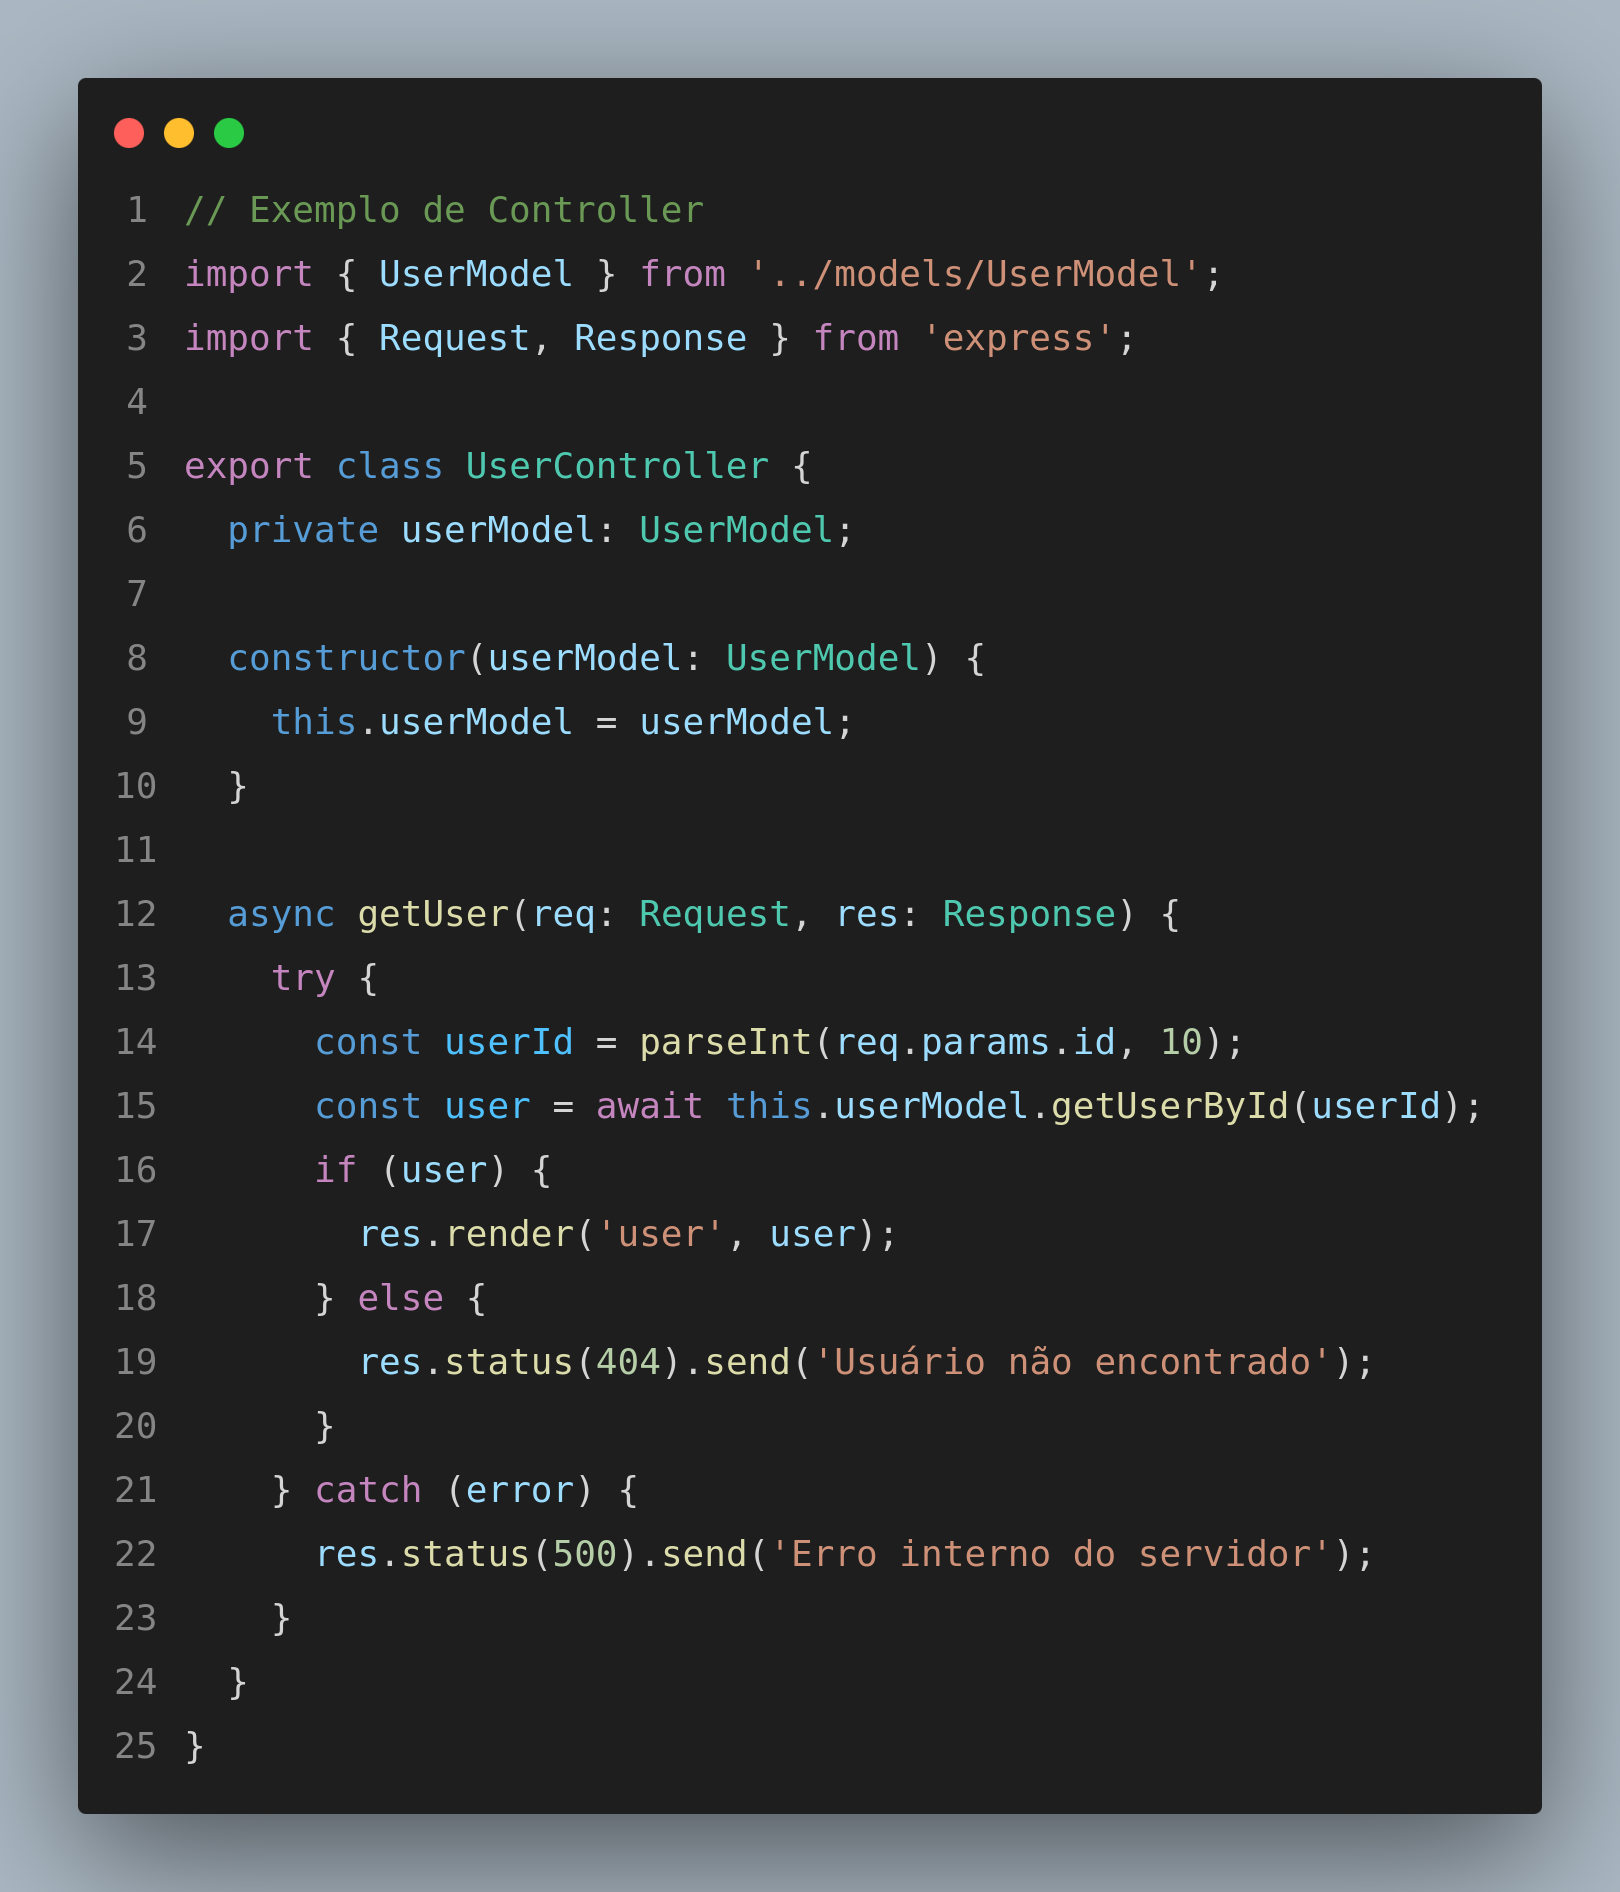 1 // Exemplo de Controller
2 import { UserModel } from '../models/UserModel';
3 import { Request, Response } from 'express';
4
5 export class UserController {
6   private userModel: UserModel;
7
8   constructor(userModel: UserModel) {
9     this.userModel = userModel;
10   }
11
12   async getUser(req: Request, res: Response) {
13     try {
14       const userId = parseInt(req.params.id, 10);
15       const user = await this.userModel.getUserById(userId);
16       if (user) {
17         res.render('user', user);
18       } else {
19         res.status(404).send('Usuário não encontrado');
20       }
21     } catch (error) {
22       res.status(500).send('Erro interno do servidor');
23     }
24   }
25 }